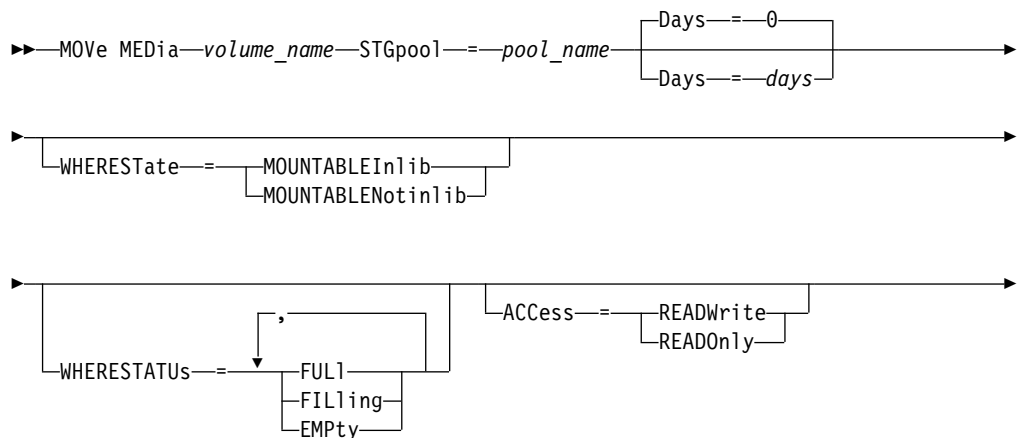 Days = 0
MOVe MEDia volume_name STGpool = pool_name
Days = days
WHERESTate = MOUNTABLEInlib
MOUNTABLENotinlib
,
WHERESTATUs = FULl
FILling
EMPty
ACCess = READWrite
READOnly